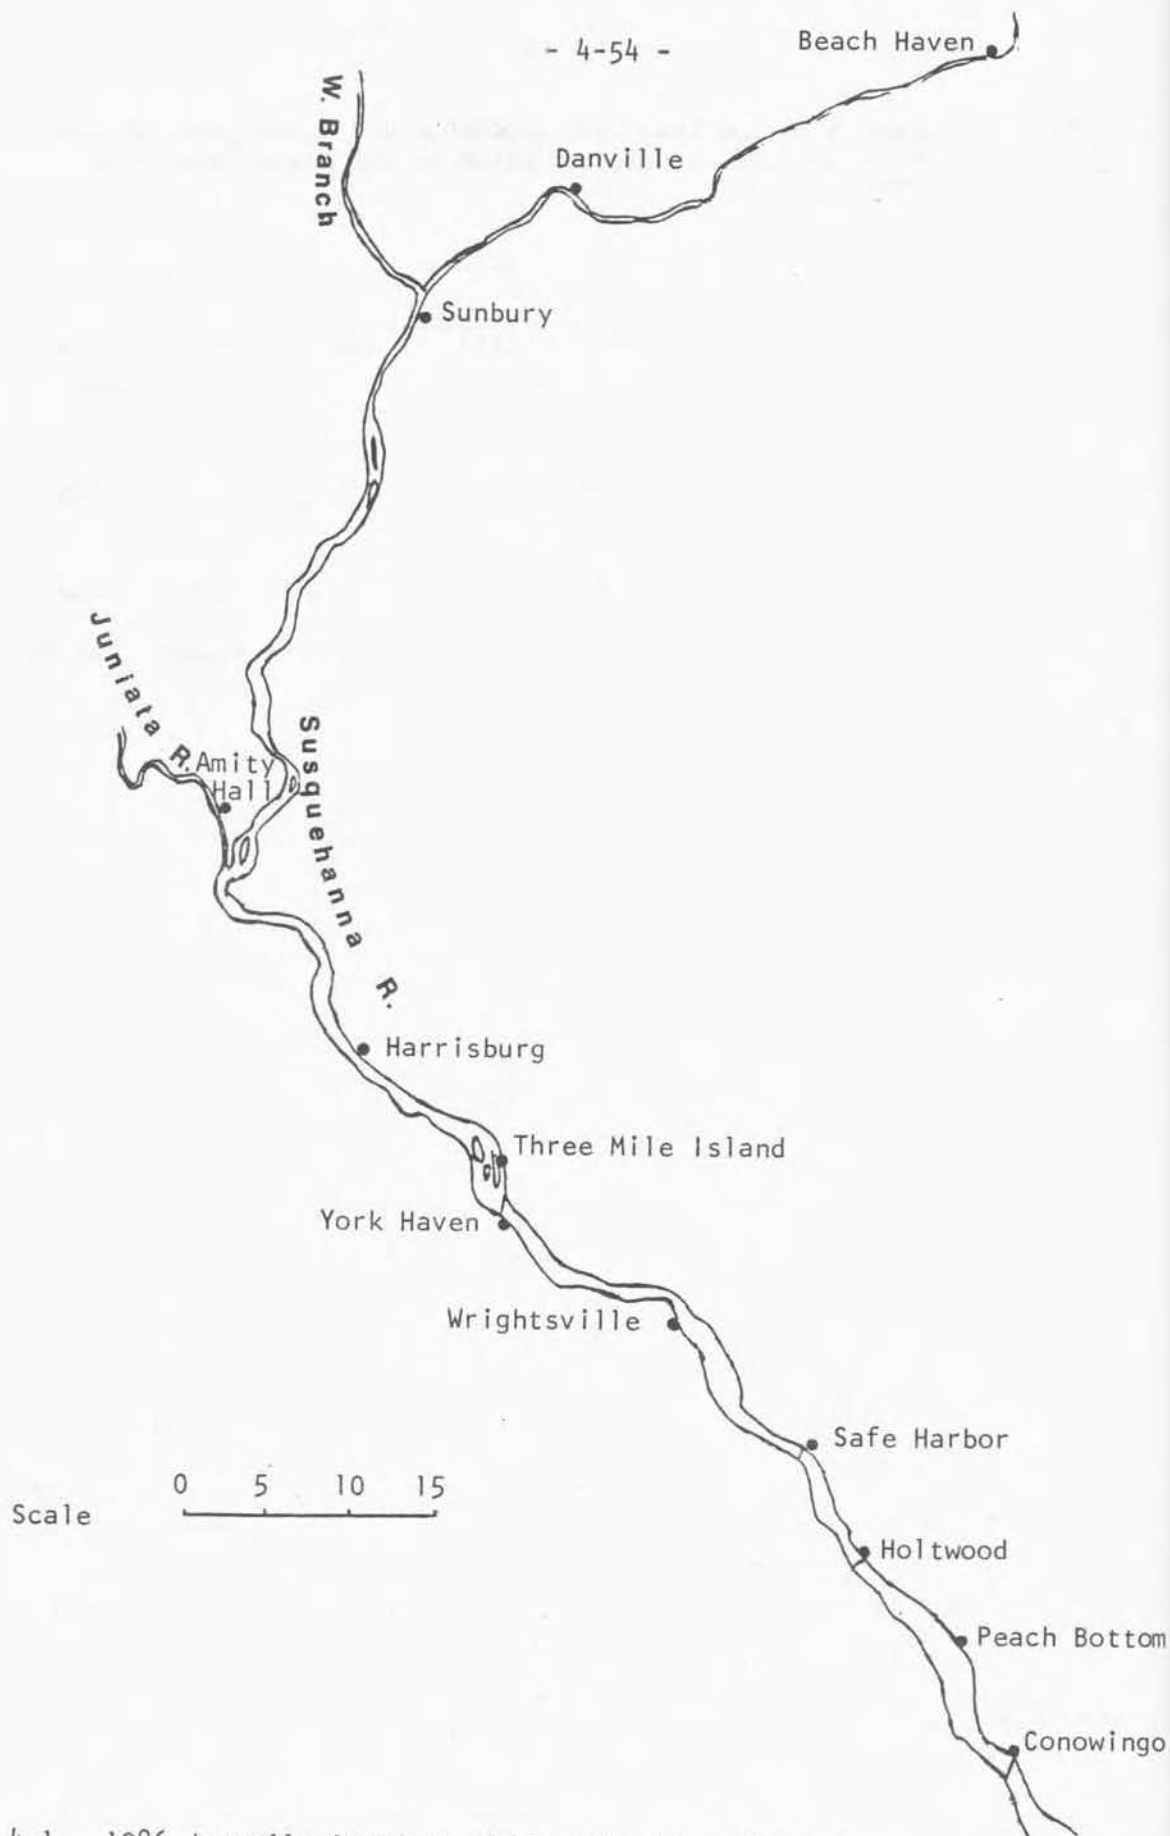 - 4-54 -
Beach Haven
W. Branch
Danville
Sunbury
Juniata R.
Amity
Hall
Susquehanna R.
Harrisburg
Three Mile Island
York Haven
Wrightsville
Safe Harbor
0 5 10 15
Scale
Holtwood
Peach Bottom
Conowingo